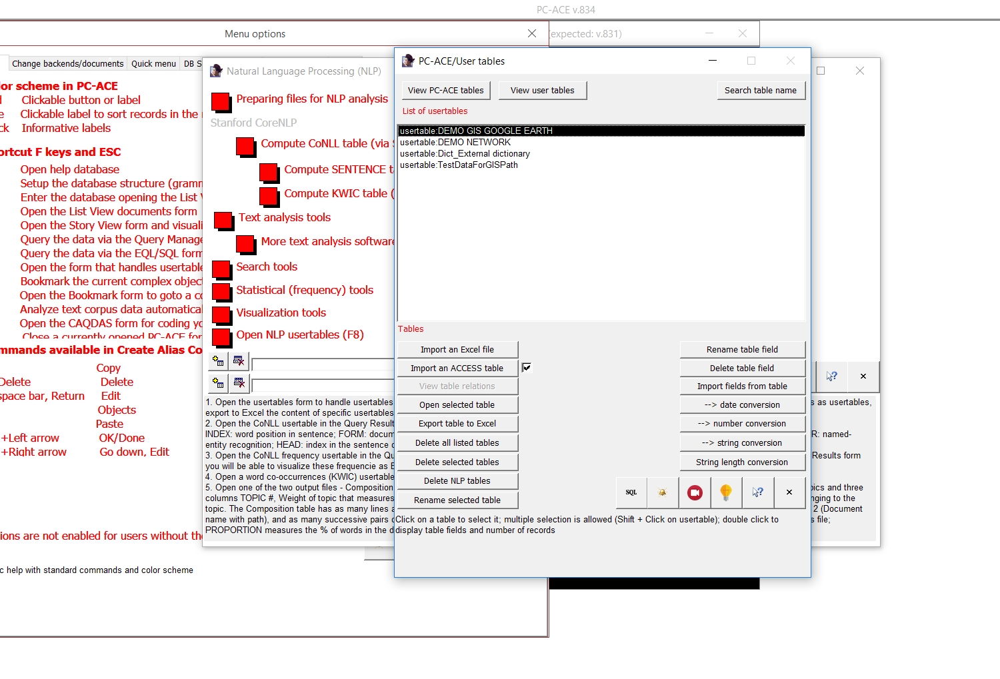 PC-ACE v.834
Menu options
(expected: v.831)
Change backends/documents
Quick menu
DB S
lor scheme in PC-ACE
d Clickable button or label
e Clickable label to sort records in the
ck Informative labels
ortcut F keys and ESC
Open help database
Setup the database structure (gramm
Enter the database opening the List V
Open the List View documents form
Open the Story View form and visuali
Query the data via the Query Manage
Query the data via the EQL/SQL form
Open the form that handles usertable
Bookmark the current complex object
Open the Bookmark form to goto a co
Analyze text corpus data automatical
Open the CAQDAS form for coding yo
Close a currently opened PC-ACE for
mmands available in Create Alias Co
Copy
Delete Delete
space bar, Return Edit
Objects
Paste
+Left arrow OK/Done
+Right arrow Go down, Edit
ions are not enabled for users without the
c help with standard commands and color scheme
Natural Language Processing (NLP)
Preparing files for NLP analysis
Stanford CoreNLP
Compute CoNLL table (via S
Compute SENTENCE ta
Compute KWIC table (
Text analysis tools
More text analysis software
Search tools
Statistical (frequency) tools
Visualization tools
Open NLP usertables (F8)
1. Open the usertables form to handle usertables
s as usertables,
export to Excel the content of specific usertables
2. Open the CoNLL usertable in the Query Result
INDEX: word position in sentence; FORM: docum
R: named-
entity recognition; HEAD: index in the sentence o
3. Open the CoNLL frequency usertable in the Qu
Results form
you will be able to visualize these frequencie as E
4. Open a word co-occurrences (KWIC) usertable
5. Open one of the two output files - Composition
pics and three
columns TOPIC #, Weight of topic that measures
nging to the
topic. The Composition table has as many lines a
2 (Document
name with path), and as many successive pairs o
s file;
PROPORTION measures the % of words in the d
PC-ACE/User tables
View PC-ACE tables
View user tables
Search table name
List of usertables
usertable:DEMO GIS GOOGLE EARTH
usertable:DEMO NETWORK
usertable:Dict_External dictionary
usertable:TestDataForGISPath
Tables
Import an Excel file
Import an ACCESS table
View table relations
Open selected table
Export table to Excel
Delete all listed tables
Delete selected tables
Delete NLP tables
Rename selected table
Rename table field
Delete table field
Import fields from table
--> date conversion
--> number conversion
--> string conversion
String length conversion
SQL
Click on a table to select it; multiple selection is allowed (Shift + Click on usertable); double click to
display table fields and number of records